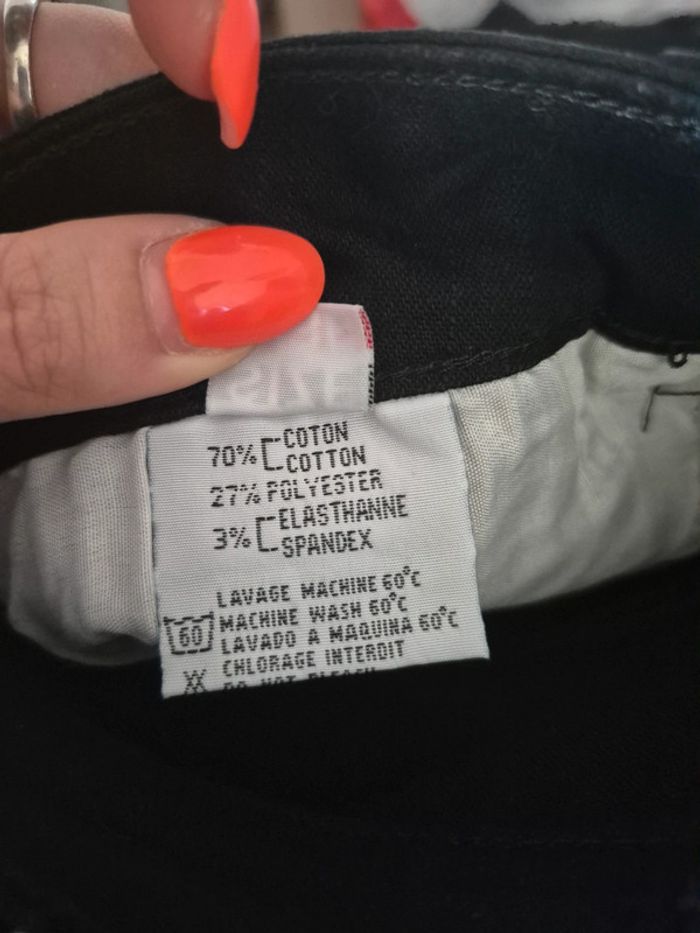 70% COTON
COTTON
27% POLYESTER
3% ELASTHANNE
SPANDEX
LAVAGE MACHINE 60°C
60 MACHINE WASH 60°C
LAVADO A MAQUINA 60°C
CHLORAGE INTERDIT